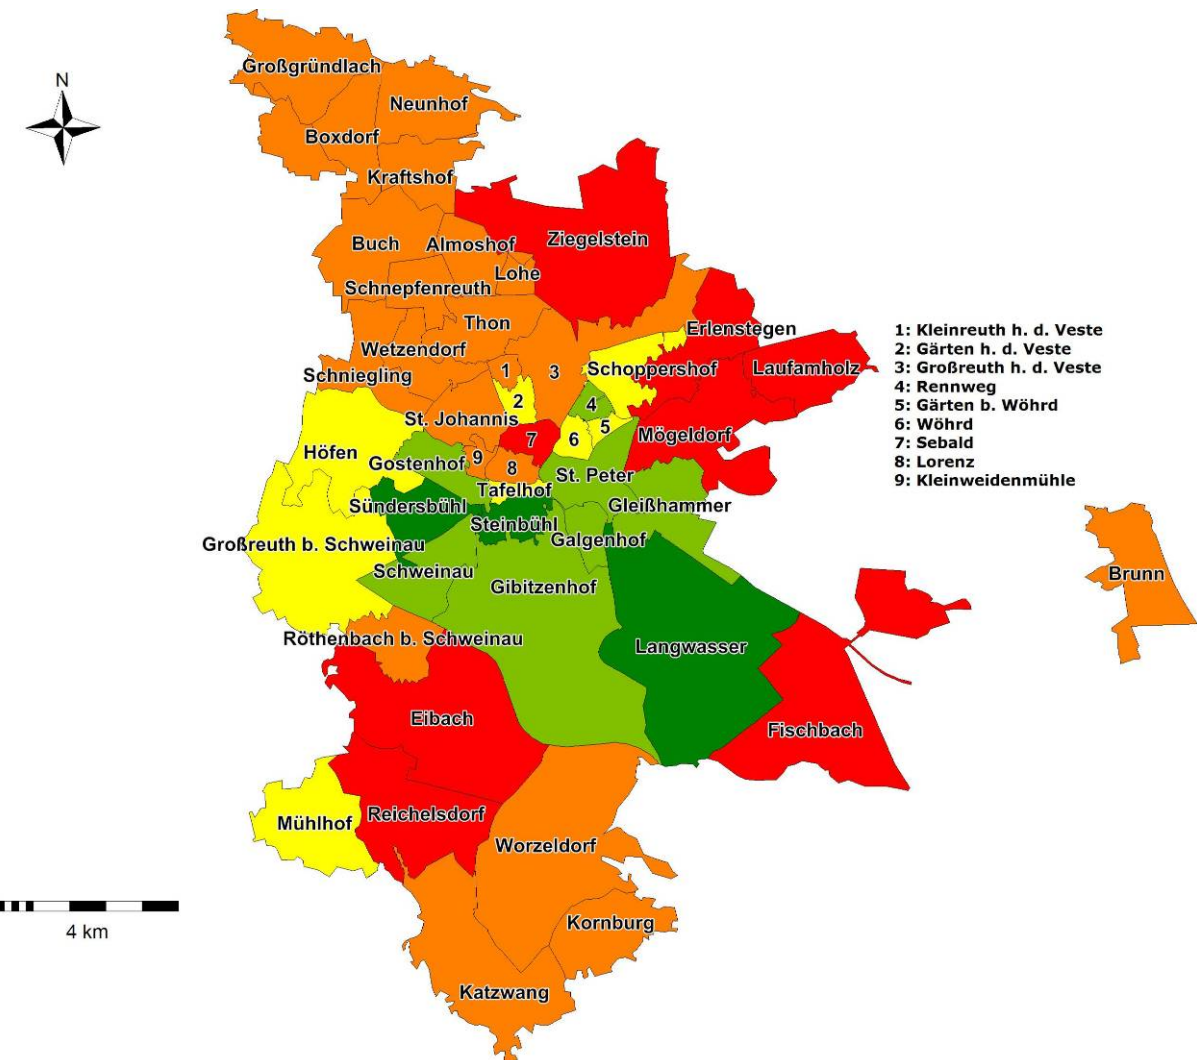 Großgründlach
N
Neunhof
Boxdorf
Kraftshof
Ziegelstein
Buch
Almoshof
Lohe
Schnepfenreuth
Thon
Erlenstegen
1: Kleinreuth h. d. Veste
Wetzendorf
2: Gärten h. d. Veste
Schoppershof
Laufamholz
3: Großreuth h. d. Veste
1
3
Schniegling
4: Rennweg
2
4
5: Gärten b. Wöhrd
St. Johannis
5
6: Wöhrd
7
6
Mögeldorf
7: Sebald
Höfen
9
8
8: Lorenz
Gostenhof
St. Peter
9: Kleinweidenmühle
Tafelhof
Sündersbühl
Gleißhammer
Steinbühl
Großreuth b. Schweinau
Galgenhof
Schweinau
Brunn
Gibitzenhof
Röthenbach b. Schweinau
Langwasser
Eibach
Fischbach
Mühlhof
Reichelsdorf
Worzeldorf
4 km
Kornburg
Katzwang